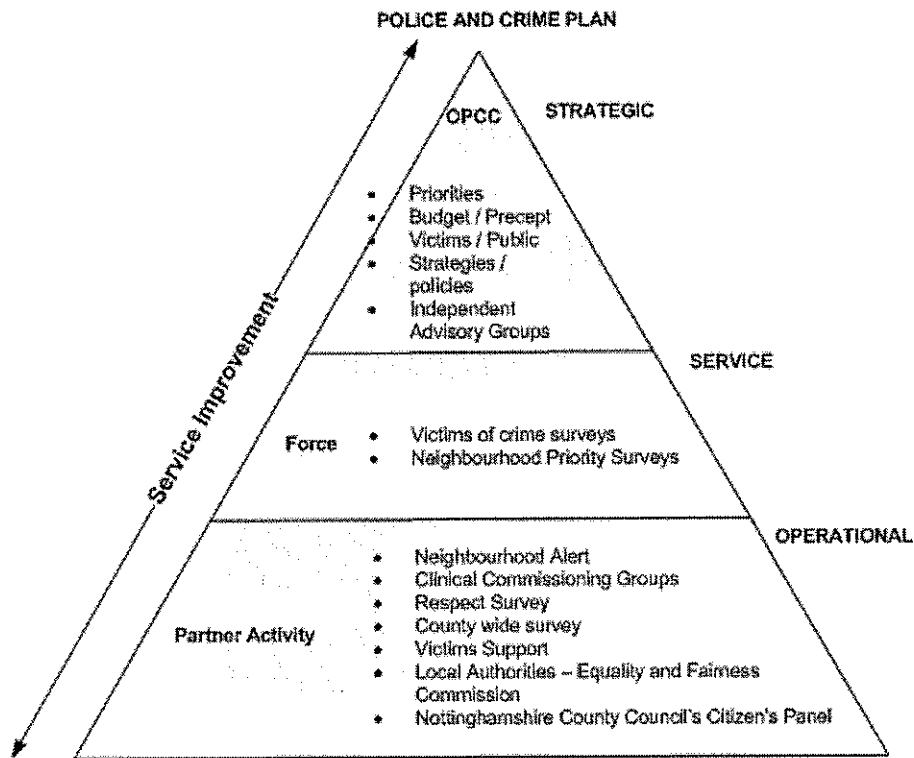 POLICE AND CRIME PLAN
OPCC
STRATEGIC
• Priorities
• Budget / Precept
• Victims / Public
• Strategies /
policies
• Independent
Advisory Groups
Service Improvement
SERVICE
Force
• Victims of crime surveys
• Neighbourhood Priority Surveys
OPERATIONAL
Partner Activity
• Neighbourhood Alert
• Clinical Commissioning Groups
• Respect Survey
• County wide survey
• Victims Support
• Local Authorities – Equality and Fairness
Commission
• Nottinghamshire County Council's Citizen's Panel